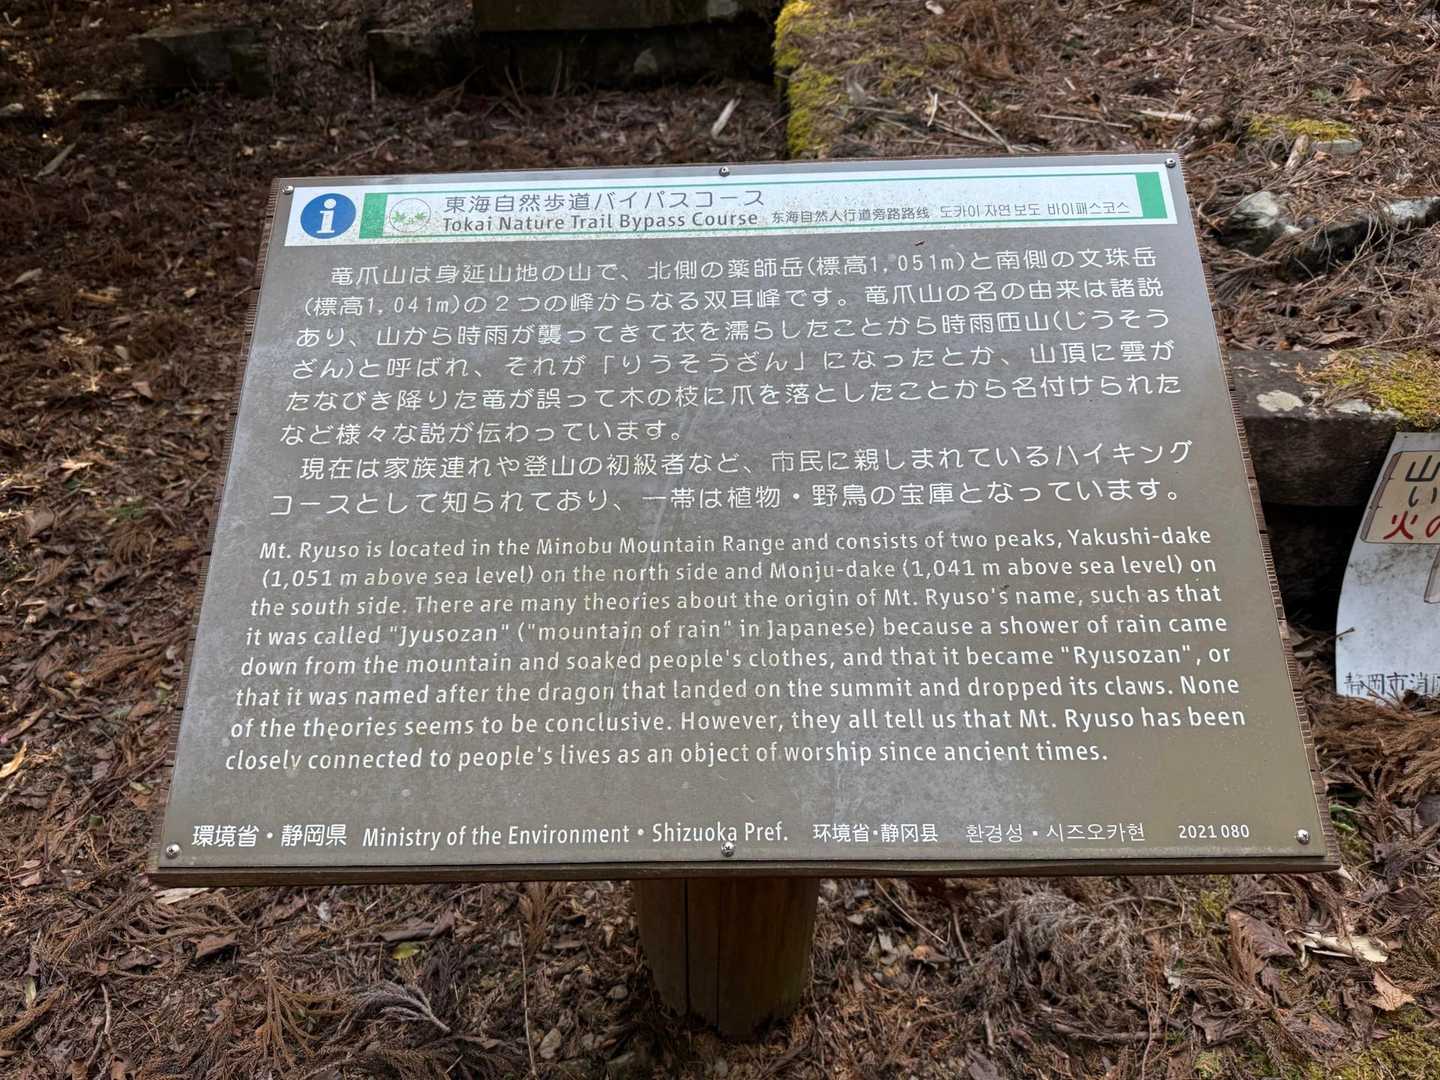 東海自然歩道バイパスコース
Tokai Nature Trail Bypass Course 东海自然人行道旁路路线 도카이 자연 보도 바이패스코스
竜爪山は身延山地の山で、北側の薬師岳(標高1,051m)と南側の文珠岳
(標高1,041m)の２つの峰からなる双耳峰です。竜爪山の名の由来は諸説
あり、山から時雨が襲ってきて衣を濡らしたことから時雨匝山(じうそう
ざん)と呼ばれ、それが「りうそうざん」になったとか、山頂に雲が
たなびき降りた竜が誤って木の枝に爪を落としたことから名付けられた
など様々な説が伝わっています。
現在は家族連れや登山の初級者など、市民に親しまれているハイキング
コースとして知られており、一帯は植物・野鳥の宝庫となっています。
Mt. Ryuso is located in the Minobu Mountain Range and consists of two peaks, Yakushi-dake
(1,051 m above sea level) on the north side and Monju-dake (1,041 m above sea level) on
the south side. There are many theories about the origin of Mt. Ryuso's name, such as that
it was called "Jyusozan" ("mountain of rain" in Japanese) because a shower of rain came
down from the mountain and soaked people's clothes, and that it became "Ryusozan", or
that it was named after the dragon that landed on the summit and dropped its claws. None
of the theories seems to be conclusive. However, they all tell us that Mt. Ryuso has been
closely connected to people's lives as an object of worship since ancient times.
環境省・静岡県 Ministry of the Environment・Shizuoka Pref. 环境省・静冈县 환경성・시즈오카현 2021 080
山
い
火の
静岡市消